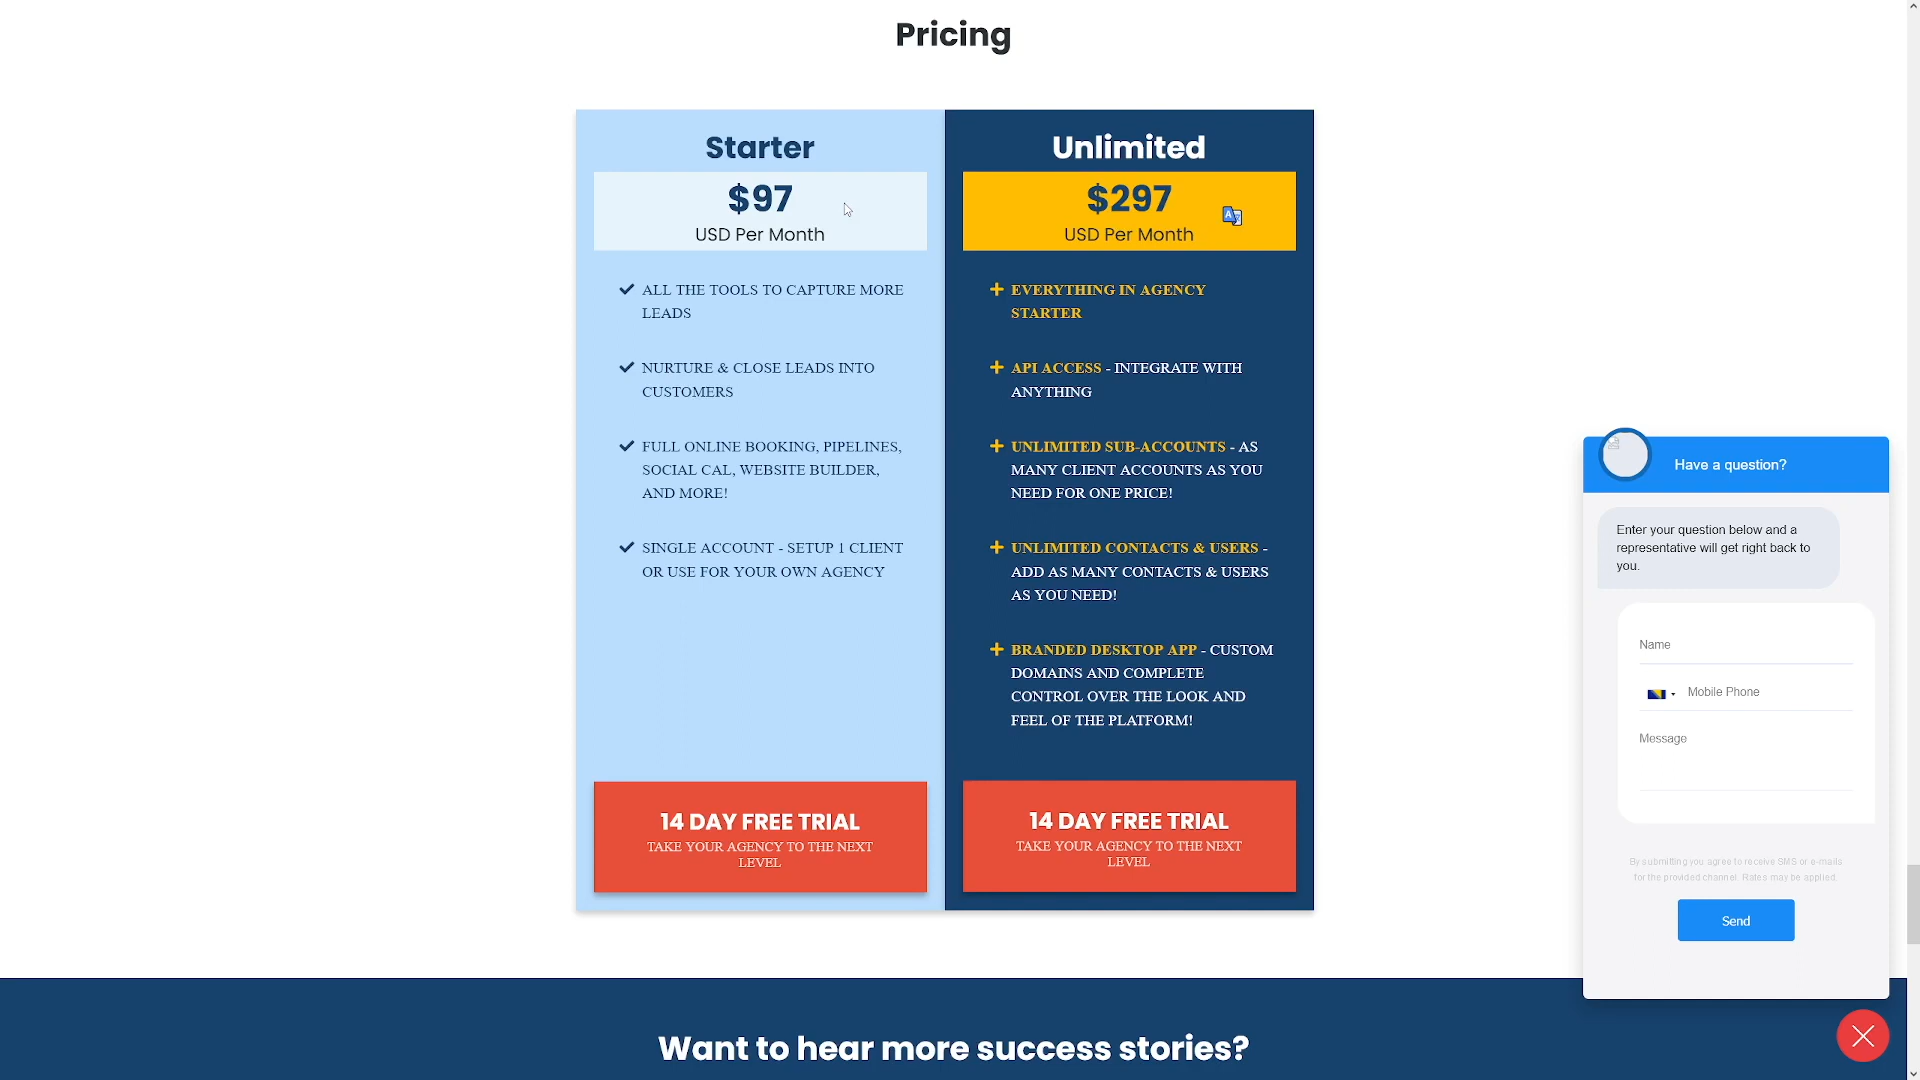 Pricing
Starter
$97
USD Per Month
ALL THE TOOLS TO CAPTURE MORE
LEADS
NURTURE & CLOSE LEADS INTO
CUSTOMERS
FULL ONLINE BOOKING, PIPELINES,
SOCIAL CAL, WEBSITE BUILDER,
AND MORE!
SINGLE ACCOUNT - SETUP 1 CLIENT
OR USE FOR YOUR OWN AGENCY
14 DAY FREE TRIAL
TAKE YOUR AGENCY TO THE NEXT
LEVEL
Unlimited
$297
USD Per Month
EVERYTHING IN AGENCY
STARTER
API ACCESS - INTEGRATE WITH
ANYTHING
UNLIMITED SUB-ACCOUNTS - AS
MANY CLIENT ACCOUNTS AS YOU
NEED FOR ONE PRICE!
UNLIMITED CONTACTS & USERS -
ADD AS MANY CONTACTS & USERS
AS YOU NEED!
BRANDED DESKTOP APP - CUSTOM
DOMAINS AND COMPLETE
CONTROL OVER THE LOOK AND
FEEL OF THE PLATFORM!
14 DAY FREE TRIAL
TAKE YOUR AGENCY TO THE NEXT
LEVEL
Have a question?
Enter your question below and a
representative will get right back to
you.
Name
Mobile Phone
Message
By submitting you agree to receive SMS or e-mails
for the provided channel. Rates may be applied.
Send
Want to hear more success stories?